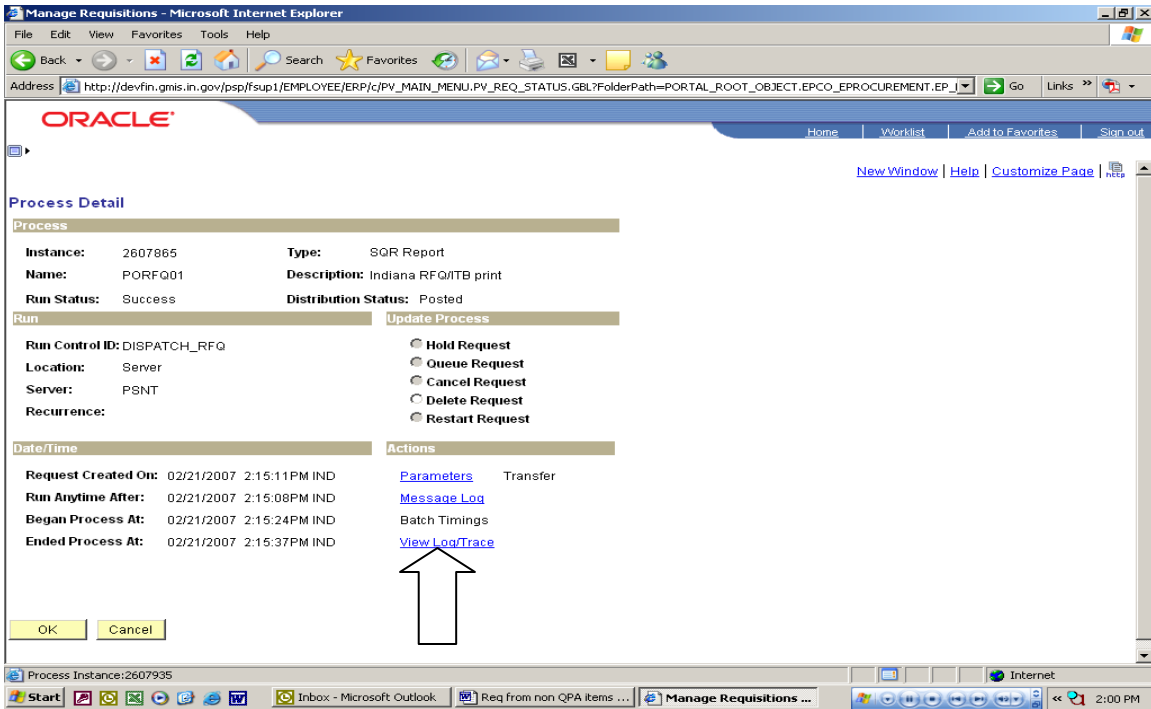 Manage Requisitions - Microsoft Internet Explorer
File Edit View Favorites Tools Help
Back Search Favorites
Address http://devfin.gmis.in.gov/psp/fsup1/EMPLOYEE/ERP/c/PV_MAIN_MENU.PV_REQ_STATUS.GBL?FolderPath=PORTAL_ROOT_OBJECT.EPCO_EPROCUREMENT.EP_ Go Links »
ORACLE
Home Worklist Add to Favorites Sign out
New Window | Help | Customize Page | http
Process Detail
Process
Instance: 2607865 Type: SQR Report
Name: PORFQ01 Description: Indiana RFQ/ITB print
Run Status: Success Distribution Status: Posted
Run Update Process
Run Control ID: DISPATCH_RFQ Hold Request
Location: Server Queue Request
Server: PSNT Cancel Request
Recurrence: Delete Request
Restart Request
Date/Time Actions
Request Created On: 02/21/2007 2:15:11PM IND Parameters Transfer
Run Anytime After: 02/21/2007 2:15:08PM IND Message Log
Began Process At: 02/21/2007 2:15:24PM IND Batch Timings
Ended Process At: 02/21/2007 2:15:37PM IND View Log/Trace
OK Cancel
Process Instance:2607935 Internet
Start Inbox - Microsoft Outlook Req from non QPA items ... Manage Requisitions ... « 2:00 PM